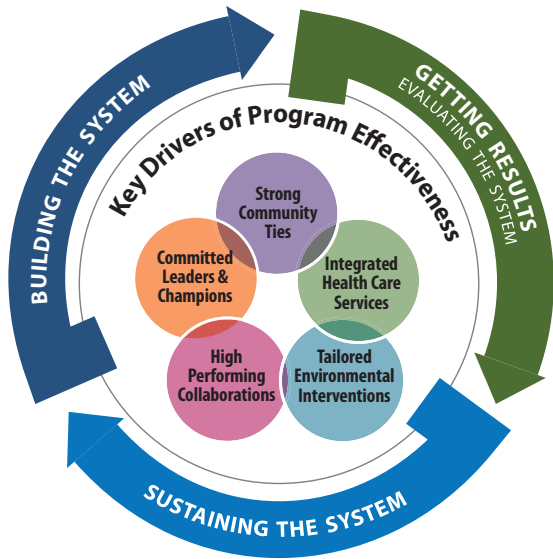 BUILDING THE SYSTEM
GETTING RESULTS
EVALUATING THE SYSTEM
Key Drivers of Program Effectiveness
Strong
Community
Ties
Committed
Leaders &
Champions
Integrated
Health Care
Services
High
Performing
Collaborations
Tailored
Environmental
Interventions
SUSTAINING THE SYSTEM